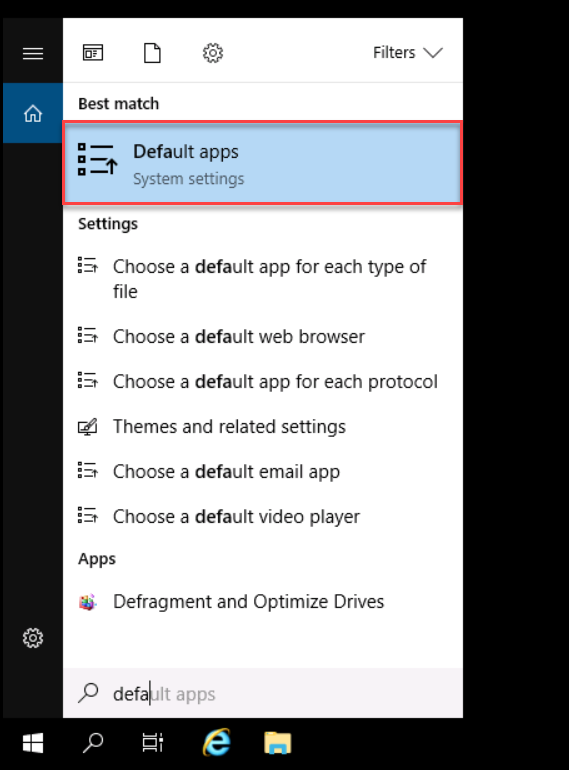 Filters
Best match
Default apps
System settings
Settings
Choose a default app for each type of
file
Choose a default web browser
Choose a default app for each protocol
Themes and related settings
Choose a default email app
Choose a default video player
Apps
Defragment and Optimize Drives
default apps